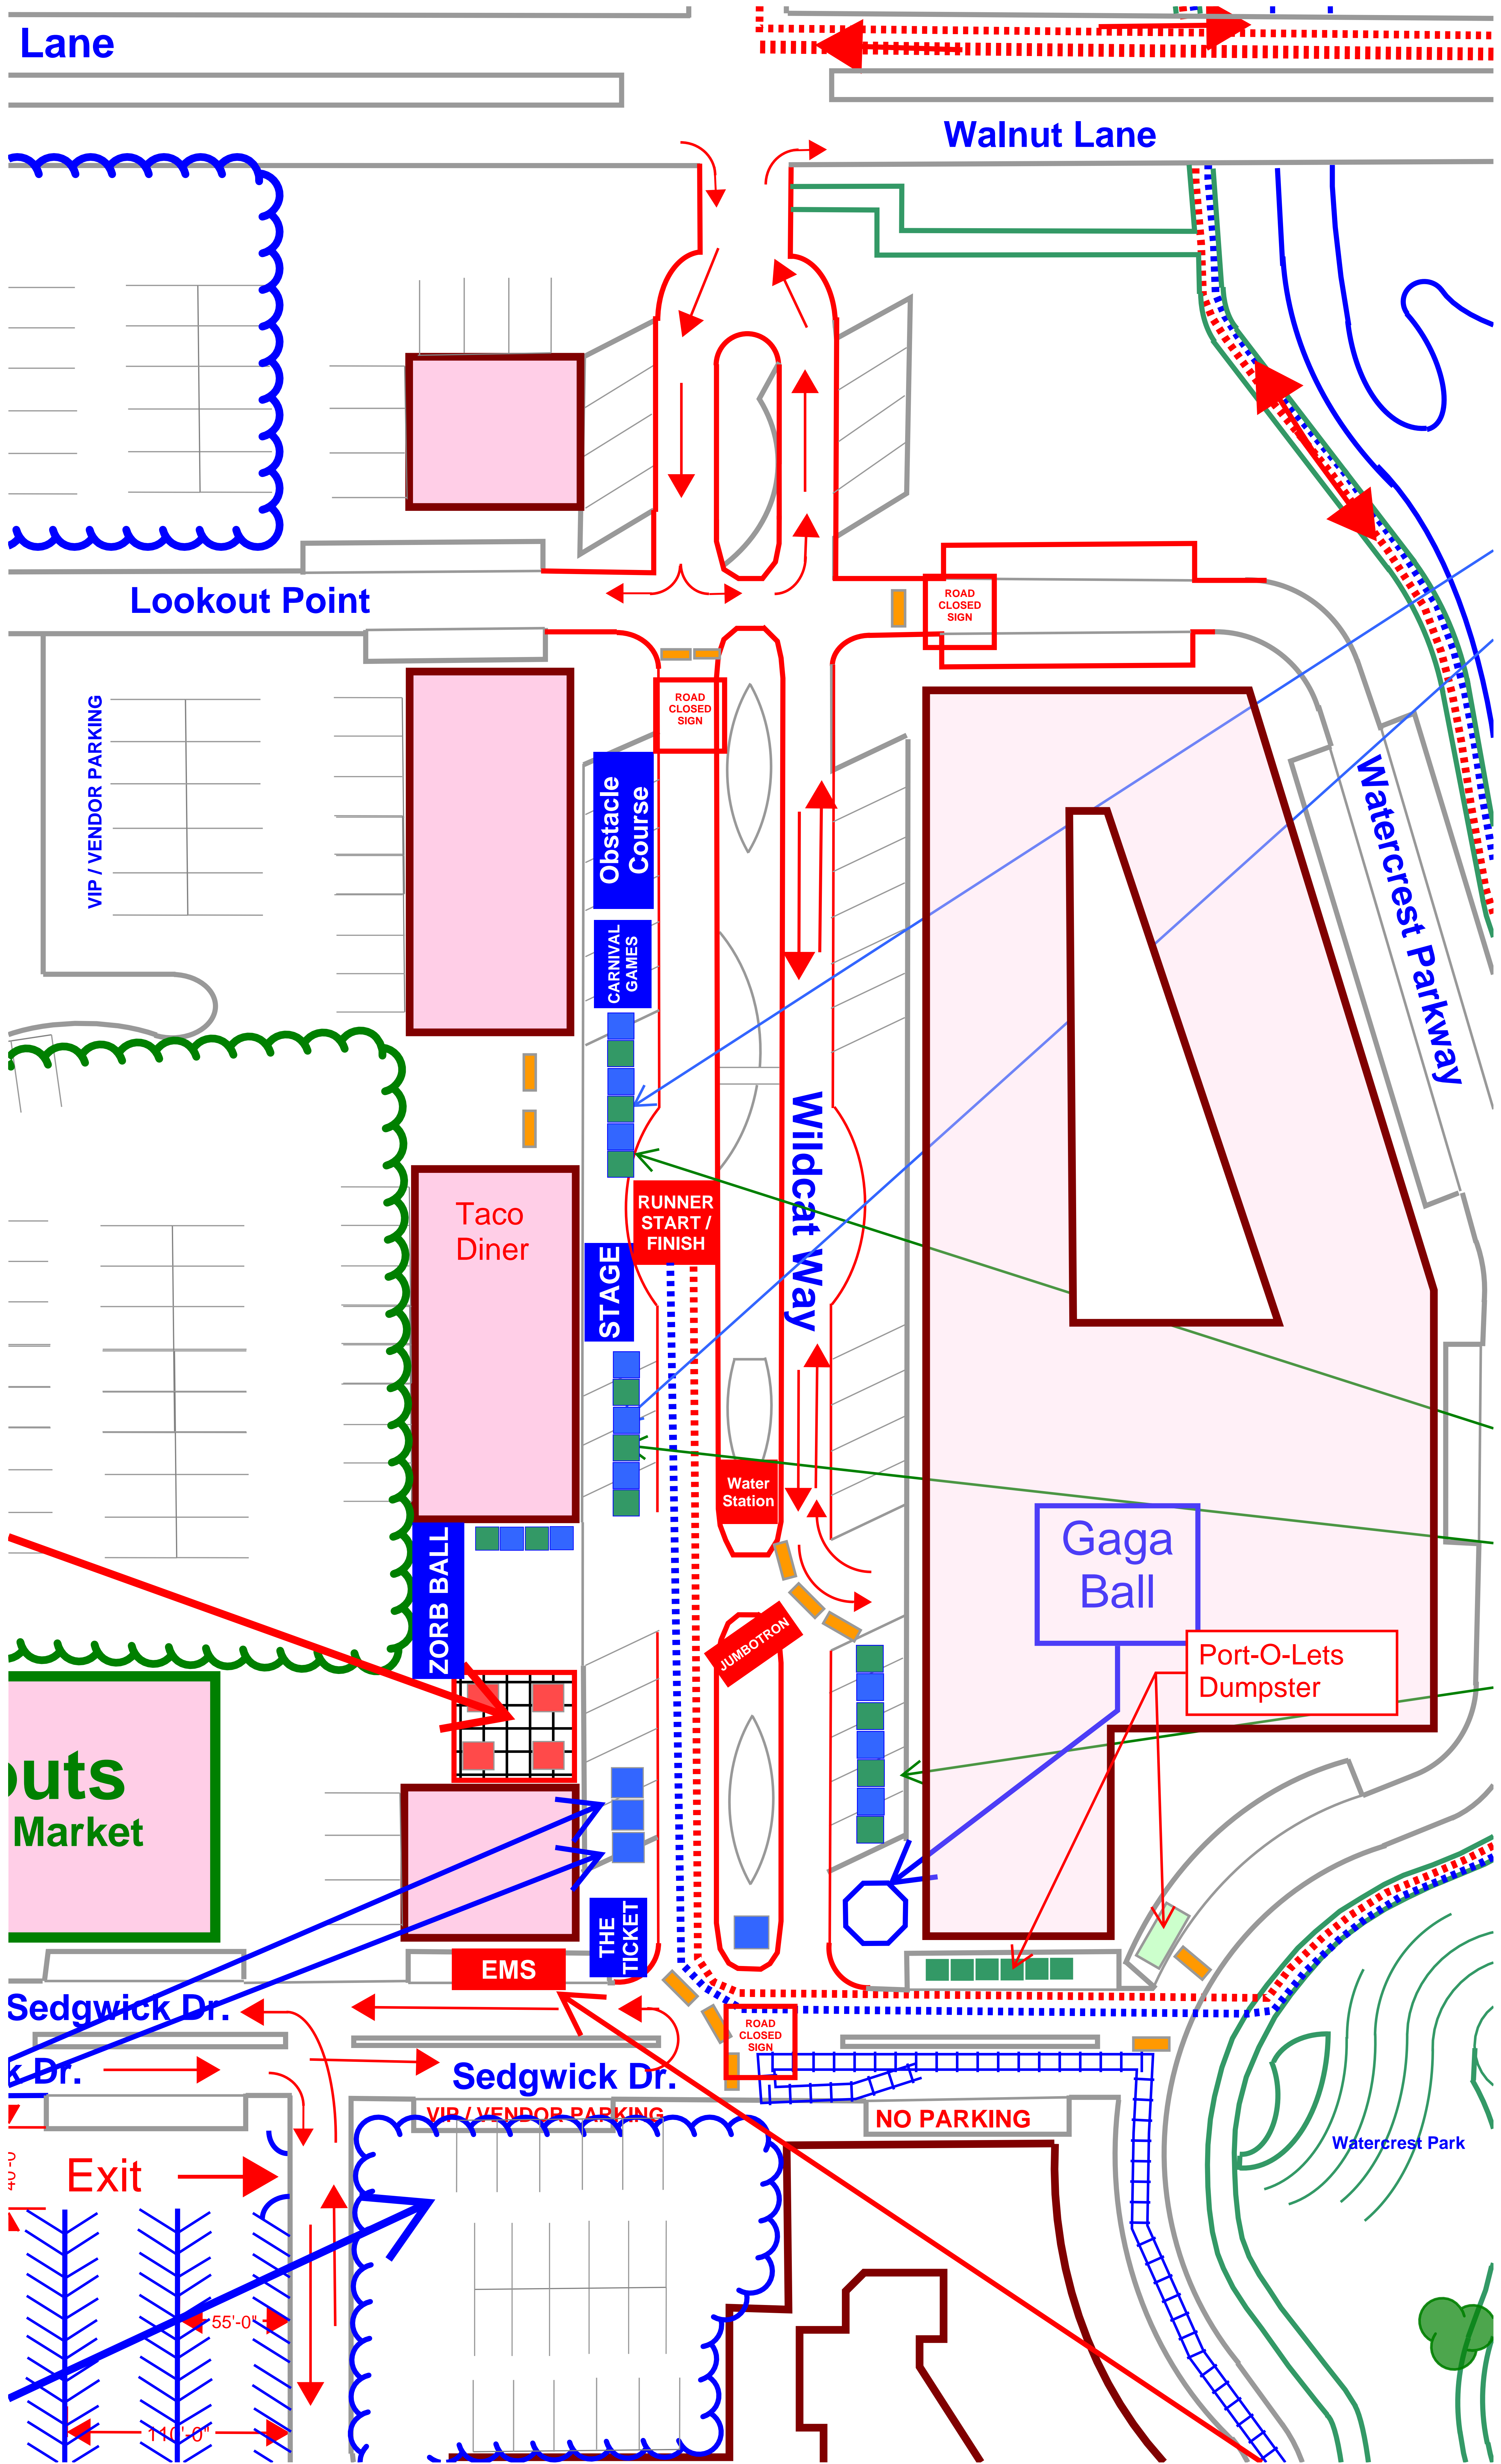 Lane
Walnut Lane
Lookout Point
ROAD
CLOSED
SIGN
ROAD
CLOSED
SIGN
VIP / VENDOR PARKING
Obstacle
Course
CARNIVAL
GAMES
Watercrest Parkway
Wildcat Way
Taco
Diner
RUNNER
START /
FINISH
STAGE
Water
Station
ZORB BALL
Gaga
Ball
JUMBOTRON
Port-O-Lets
Dumpster
outs
Market
THE
TICKET
EMS
Sedgwick Dr.
ROAD
CLOSED
SIGN
k Dr.
Sedgwick Dr.
VIP / VENDOR PARKING
NO PARKING
Watercrest Park
Exit
40'-0
55'-0"
110'-0"